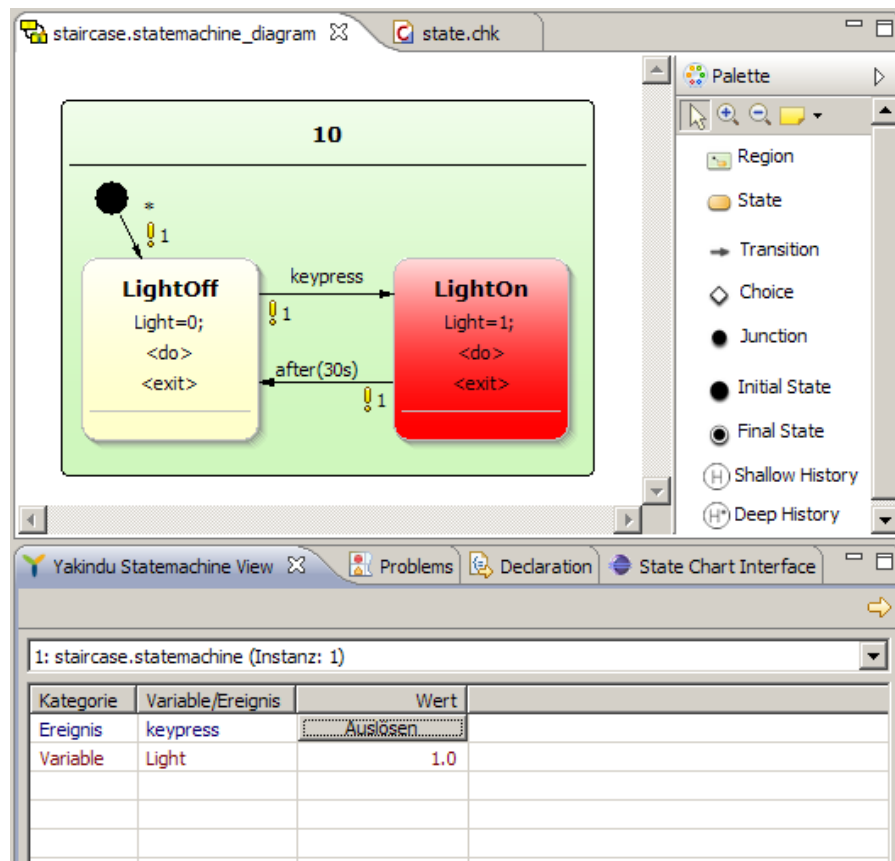 staircase.statemachine_diagram
state.chk
Palette
10
*
1
LightOff
Light=0;
<do>
<exit>
keypress
1
after(30s)
1
LightOn
Light=1;
<do>
<exit>
Region
State
Transition
Choice
Junction
Initial State
Final State
H Shallow History
H* Deep History
Yakindu Statemachine View
Problems
Declaration
State Chart Interface
1: staircase.statemachine (Instanz: 1)
Kategorie Variable/Ereignis Wert
Ereignis keypress Auslösen
Variable Light 1.0